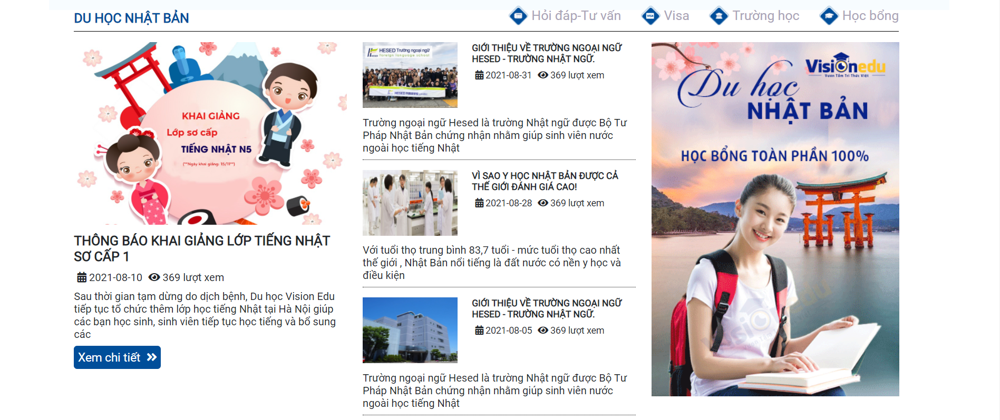 DU HỌC NHẬT BẢN
Hỏi đáp-Tư vấn
Visa
Trường học
Học bổng
KHAI GIẢNG
Lớp sơ cấp
TIẾNG NHẬT N5
(**Ngày khai giảng: 15/11**)
THÔNG BÁO KHAI GIẢNG LỚP TIẾNG NHẬT
SƠ CẤP 1
2021-08-10 369 lượt xem
Sau thời gian tạm dừng do dịch bệnh, Du học Vision Edu
tiếp tục tổ chức thêm lớp học tiếng Nhật tại Hà Nội giúp
các bạn học sinh, sinh viên tiếp tục học tiếng và bổ sung
các
Xem chi tiết
HESED Trường ngoại ngữ
foreign language school
HESED
GIỚI THIỆU VỀ TRƯỜNG NGOẠI NGỮ
HESED - TRƯỜNG NHẬT NGỮ.
2021-08-31 369 lượt xem
Trường ngoại ngữ Hesed là trường Nhật ngữ được Bộ Tư
Pháp Nhật Bản chứng nhận nhằm giúp sinh viên nước
ngoài học tiếng Nhật
VÌ SAO Y HỌC NHẬT BẢN ĐƯỢC CẢ
THẾ GIỚI ĐÁNH GIÁ CAO!
2021-08-28 369 lượt xem
Với tuổi thọ trung bình 83,7 tuổi - mức tuổi thọ cao nhất
thế giới , Nhật Bản nổi tiếng là đất nước có nền y học và
điều kiện
GIỚI THIỆU VỀ TRƯỜNG NGOẠI NGỮ
HESED - TRƯỜNG NHẬT NGỮ.
2021-08-05 369 lượt xem
Trường ngoại ngữ Hesed là trường Nhật ngữ được Bộ Tư
Pháp Nhật Bản chứng nhận nhằm giúp sinh viên nước
ngoài học tiếng Nhật
Visionedu
Vươn Tầm Tri Thức Việt
Du học
NHẬT BẢN
HỌC BỔNG TOÀN PHẦN 100%